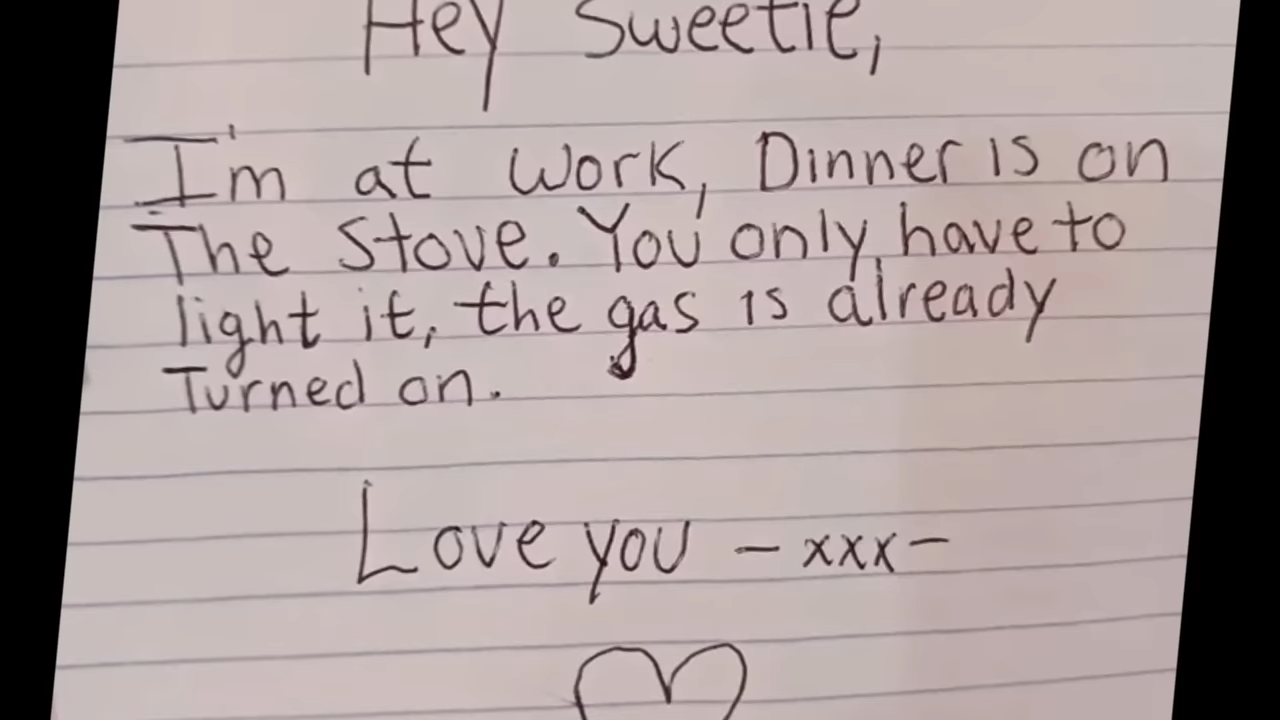 Hey Sweetie,
I'm at work, Dinner is on
The stove. You only have to
light it, the gas is already
Turned on.
Love you - xxx -